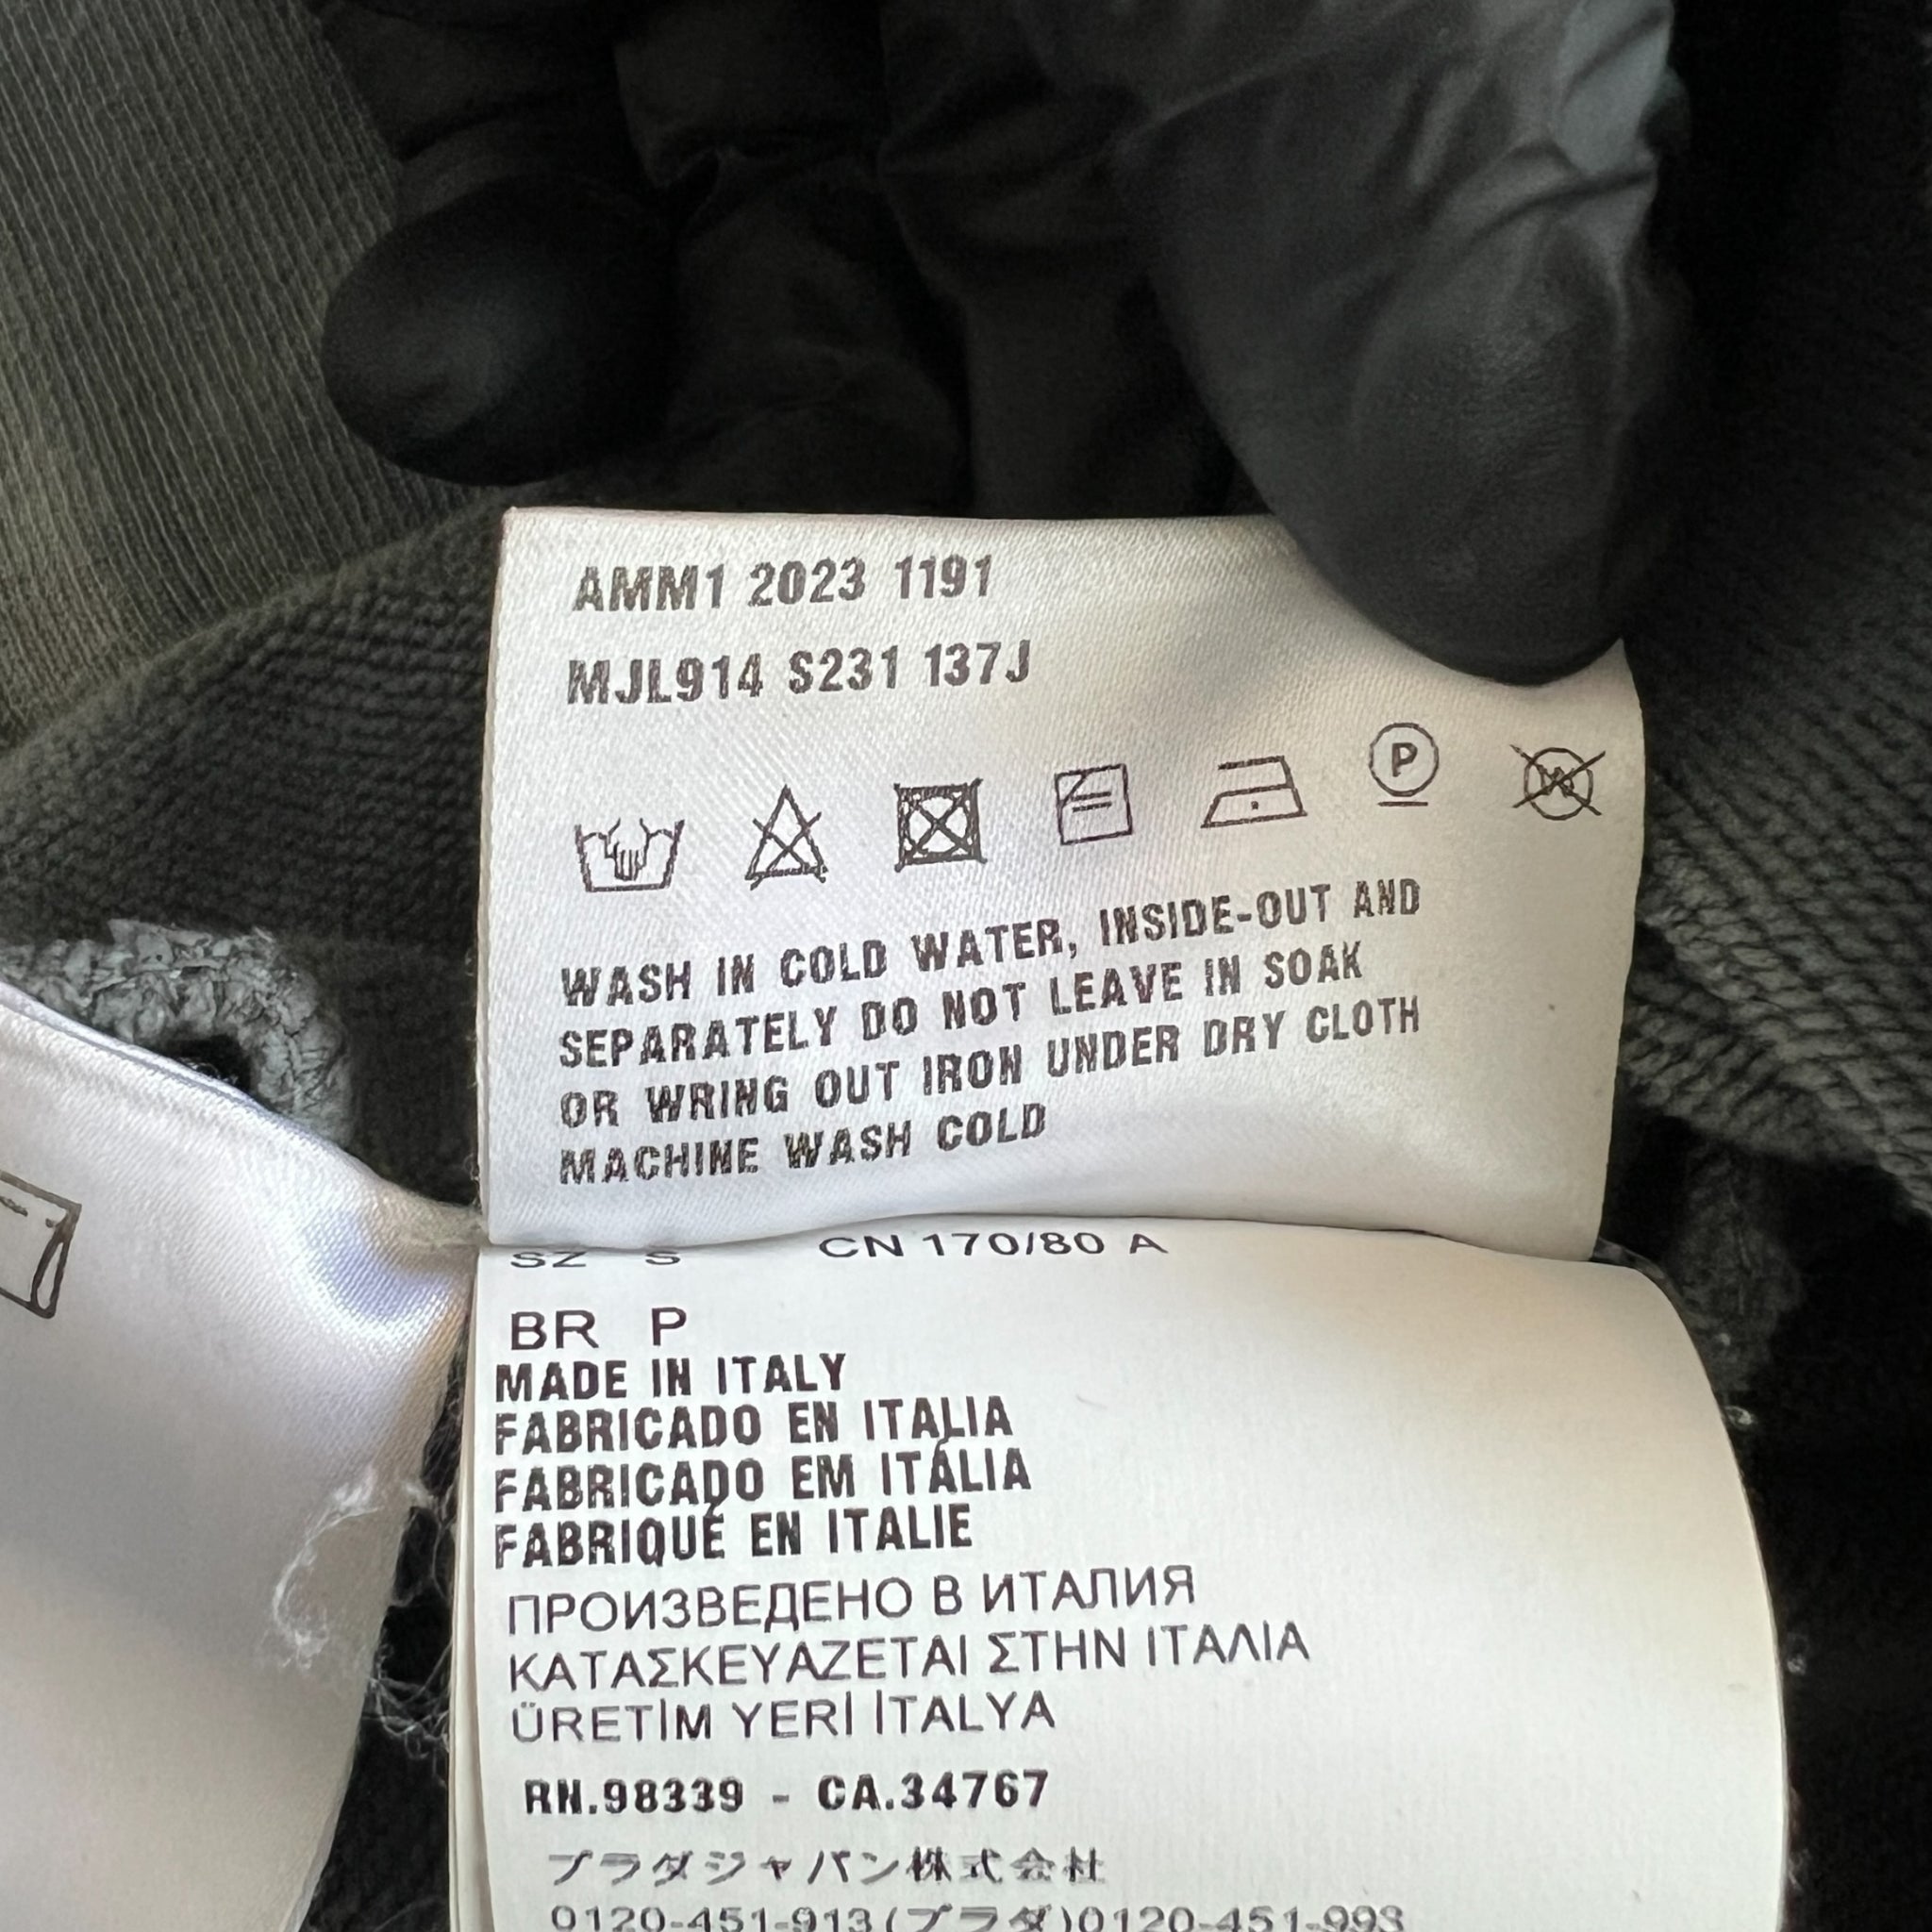 AMM1 2023 1191
MJL914 S231 137J
P
W
WASH IN COLD WATER, INSIDE-OUT AND
SEPARATELY DO NOT LEAVE IN SOAK
OR WRING OUT IRON UNDER DRY CLOTH
MACHINE WASH COLD
SZ S CN 170/80 A
BR P
MADE IN ITALY
FABRICADO EN ITALIA
FABRICADO EM ITÁLIA
FABRIQUÉ EN ITALIE
ПРОИЗВЕДЕНО В ИТАЛИЯ
ΚΑΤΑΣΚΕΥΑΖΕΤΑΙ ΣΤΗΝ ΙΤΑΛΙΑ
ÜRETİM YERİ İTALYA
RN.98339 - CA.34767
プラダジャパン株式会社
0120-451-913(プラダ)0120-451-993